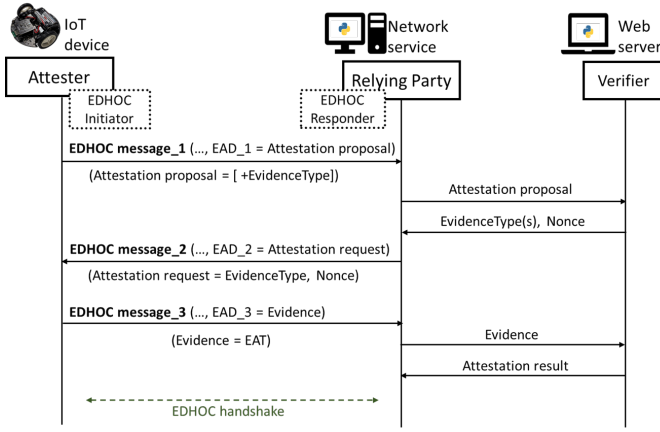 IoT
device
Network
service
Web
server
Attester
Relying Party
Verifier
EDHOC
Initiator
EDHOC
Responder
EDHOC message_1 (..., EAD_1 = Attestation proposal)
(Attestation proposal = [ +EvidenceType])
Attestation proposal
EvidenceType(s), Nonce
EDHOC message_2 (..., EAD_2 = Attestation request)
(Attestation request = EvidenceType, Nonce)
EDHOC message_3 (..., EAD_3 = Evidence)
(Evidence = EAT)
Evidence
Attestation result
EDHOC handshake